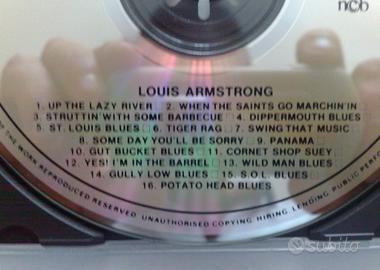 ncb
LOUIS ARMSTRONG
1. UP THE LAZY RIVER 2. WHEN THE SAINTS GO MARCHIN'IN
3. STRUTTIN' WITH SOME BARBECUE 4. DIPPERMOUTH BLUES
5. ST. LOUIS BLUES 6. TIGER RAG 7. SWING THAT MUSIC
8. SOME DAY YOU'LL BE SORRY 9. PANAMA
10. GUT BUCKET BLUES 11. CORNET SHOP SUEY
12. YES! I'M IN THE BARREL 13. WILD MAN BLUES
14. GULLY LOW BLUES 15. S.O.L. BLUES
16. POTATO HEAD BLUES
OF THE WORK REPRODUCED RESERVED. UNAUTHORISED COPYING, HIRING, LENDING, PUBLIC
subito